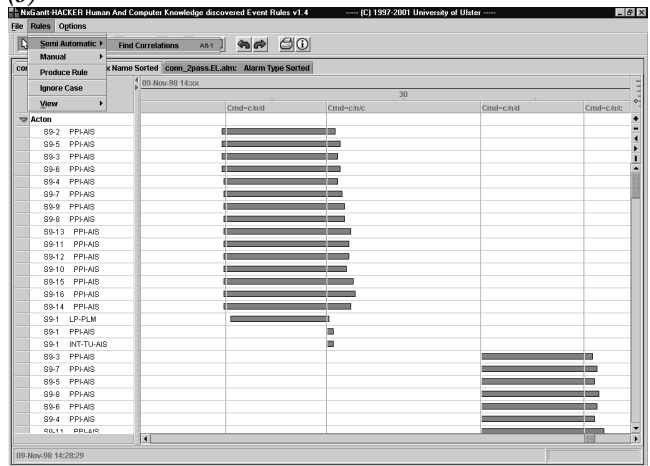 (b)
NxGantt-HACKER Human And Computer Knowledge discovered Event Rules v1.4 ----- (C) 1997-2001 University of Ulster -----
File Rules Options
Semi Automatic Find Correlations Alt-1
Manual
Produce Rule
Ignore Case
View
x Name Sorted conn_2pass.EL.alm: Alarm Type Sorted
09-Nov-98 14:xx
30
Cmd=c/n/d Cmd=c/n/c Cmd=c/n/d Cmd=c/n/c
Acton
S9-2 PPI-AIS
S9-5 PPI-AIS
S9-3 PPI-AIS
S9-6 PPI-AIS
S9-4 PPI-AIS
S9-7 PPI-AIS
S9-9 PPI-AIS
S9-8 PPI-AIS
S9-13 PPI-AIS
S9-11 PPI-AIS
S9-12 PPI-AIS
S9-10 PPI-AIS
S9-15 PPI-AIS
S9-16 PPI-AIS
S9-14 PPI-AIS
S9-1 LP-PLM
S9-1 PPI-AIS
S9-1 INT-TU-AIS
S9-3 PPI-AIS
S9-7 PPI-AIS
S9-5 PPI-AIS
S9-8 PPI-AIS
S9-6 PPI-AIS
S9-4 PPI-AIS
S9-11 PPI-AIS
09-Nov-98 14:28:29